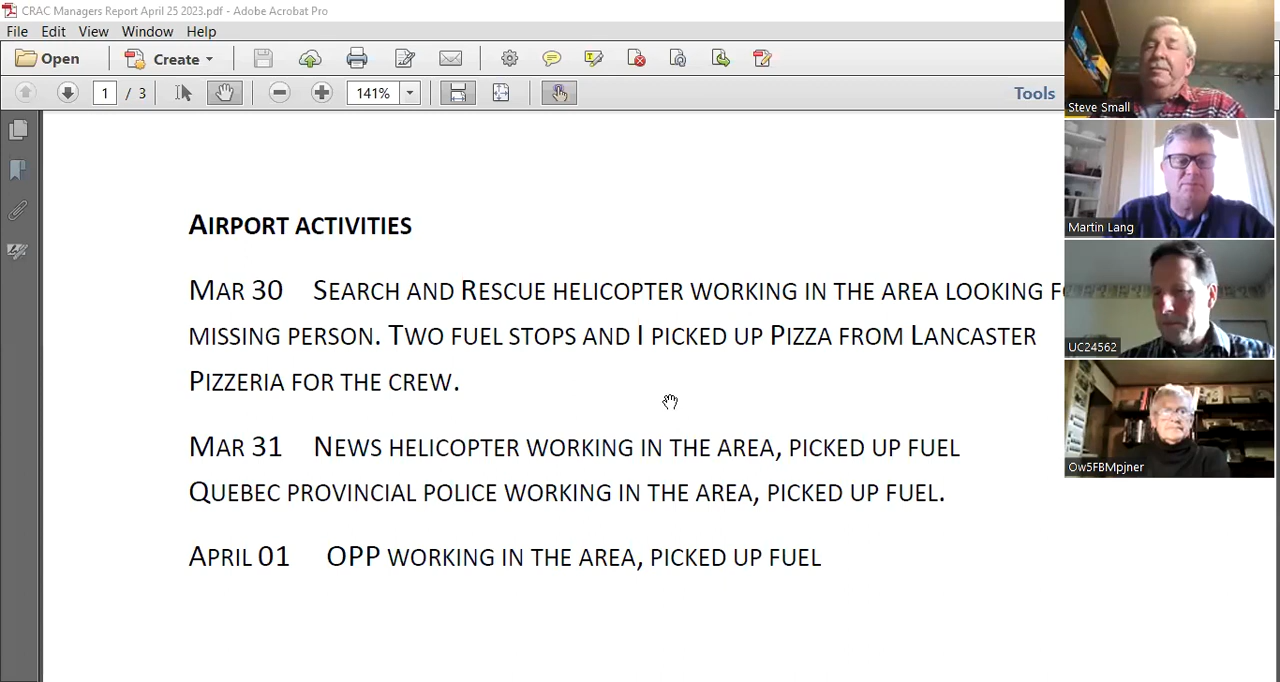 CRAC Managers Report April 25 2023.pdf - Adobe Acrobat Pro
File Edit View Window Help
Open Create
1 / 3 141% Tools
Steve Small
Martin Lang
UC24562
Ow5FBMpjner
AIRPORT ACTIVITIES
MAR 30 SEARCH AND RESCUE HELICOPTER WORKING IN THE AREA LOOKING
MISSING PERSON. TWO FUEL STOPS AND I PICKED UP PIZZA FROM LANCASTER
PIZZERIA FOR THE CREW.
MAR 31 NEWS HELICOPTER WORKING IN THE AREA, PICKED UP FUEL
QUEBEC PROVINCIAL POLICE WORKING IN THE AREA, PICKED UP FUEL.
APRIL 01 OPP WORKING IN THE AREA, PICKED UP FUEL